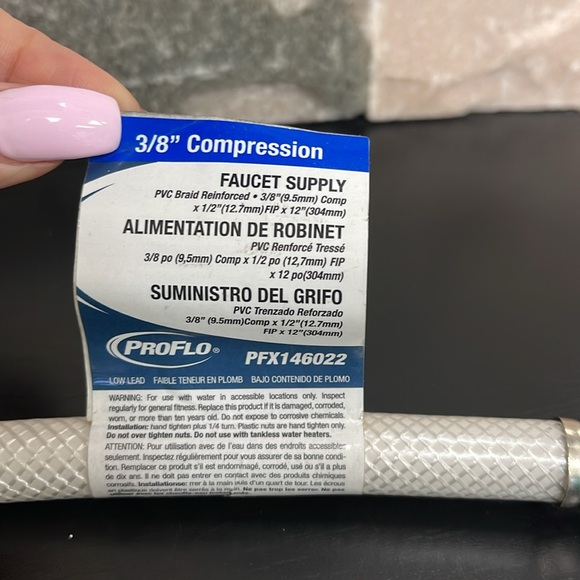 3/8” Compression
FAUCET SUPPLY
PVC Braid Reinforced • 3/8"(9.5mm) Comp
x 1/2"(12.7mm)FIP x 12"(304mm)
ALIMENTATION DE ROBINET
PVC Renforcé Tressé
3/8 po (9,5mm) Comp x 1/2 po (12,7mm) FIP
x 12 po(304mm)
SUMINISTRO DEL GRIFO
PVC Trenzado Reforzado
3/8" (9.5mm)Comp x 1/2"(12.7mm)
FIP x 12"(304mm)
PROFLO® PFX146022
LOW LEAD FAIBLE TENEUR EN PLOMB BAJO CONTENIDO DE PLOMO
WARNING: For use with water in accessible locations only. Inspect
regularly for general fitness. Replace this product if it is damaged, corroded,
worn, or more than ten years old. Do not expose to corrosive chemicals.
Installation: hand tighten plus 1/4 turn. Plastic nuts are hand tighten only.
Do not over tighten nuts. Do not use with tankless water heaters.
ATTENTION: Pour utilisation avec de l'eau dans des endroits accessibles
seulement. Inspectez régulièrement pour vous assurer de sa bonne condi-
tion. Remplacer ce produit s'il est endommagé, corrodé, usé ou s'il a plus
de dix ans. Il ne doit pas entrer en contact avec des produits chimiques
corrosifs.